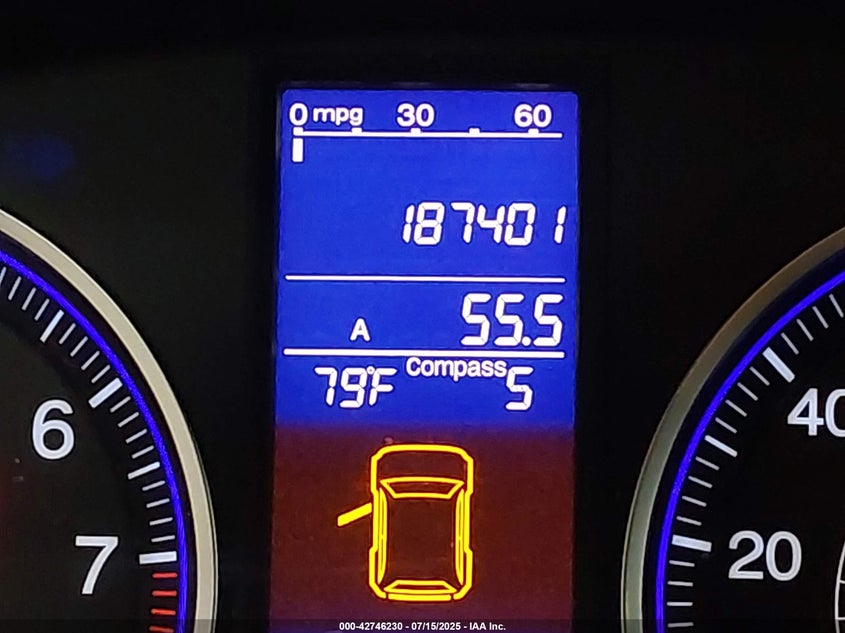 0 mpg 30 60
187401
A 55.5
79°F Compass S
6
7
40
20
000-42746230 - 07/15/2025 - IAA Inc.